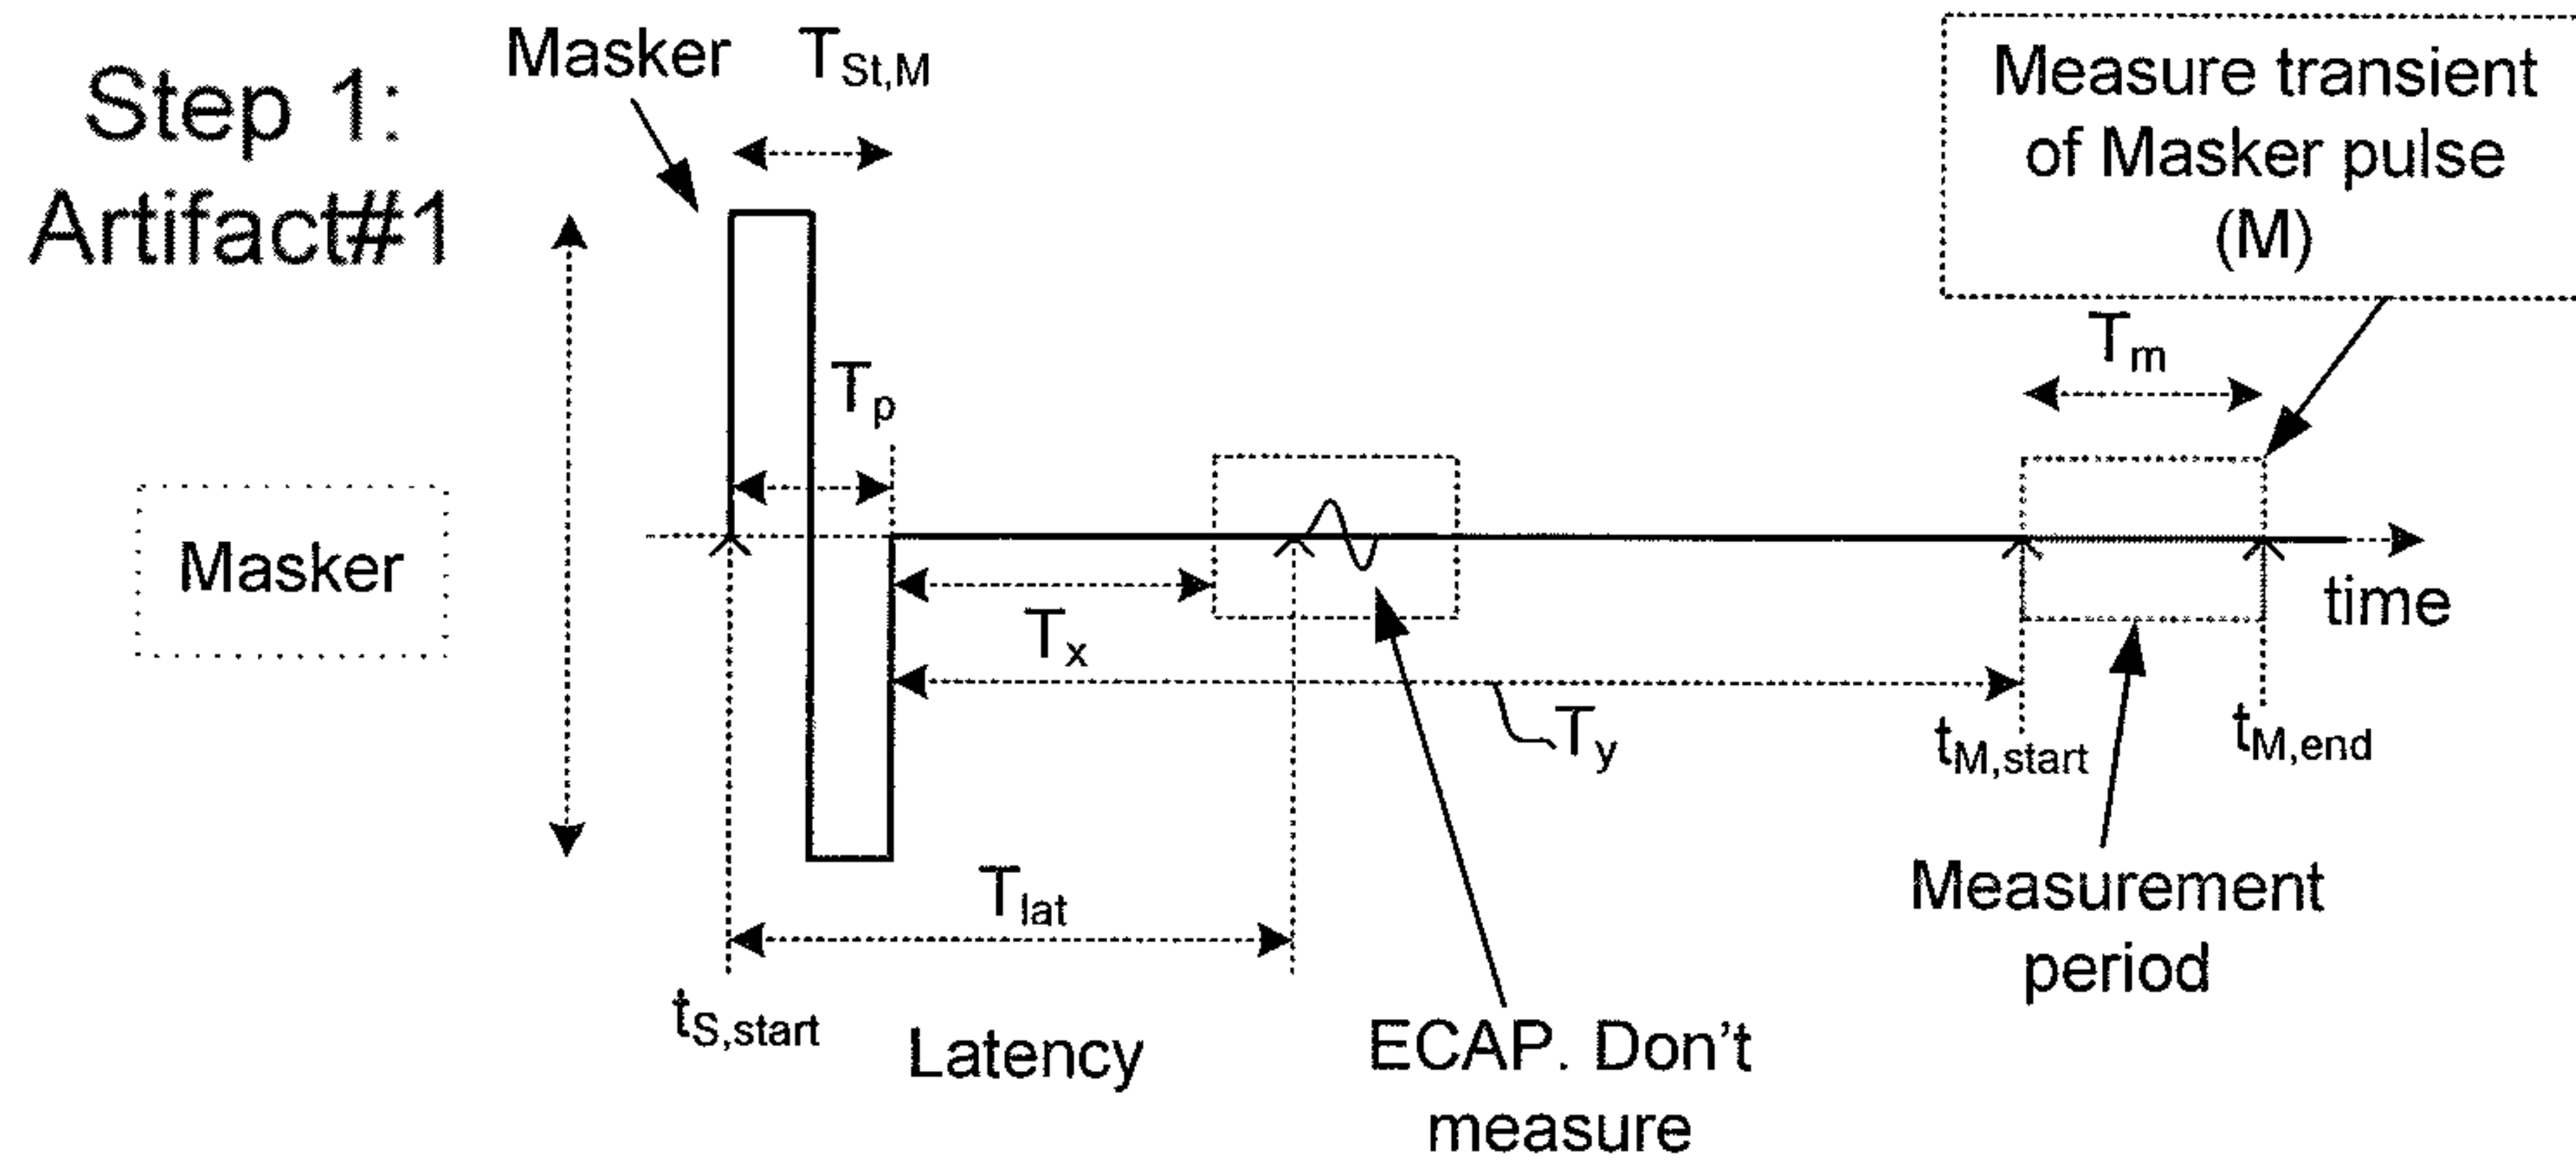 Step 1:
Artifact#1
Masker
T_St,M
Measure transient
of Masker pulse
(M)
T_p
T_m
Masker
time
T_x
T_y
t_M,start
t_M,end
T_lat
Measurement
period
t_S,start
Latency
ECAP. Don't
measure